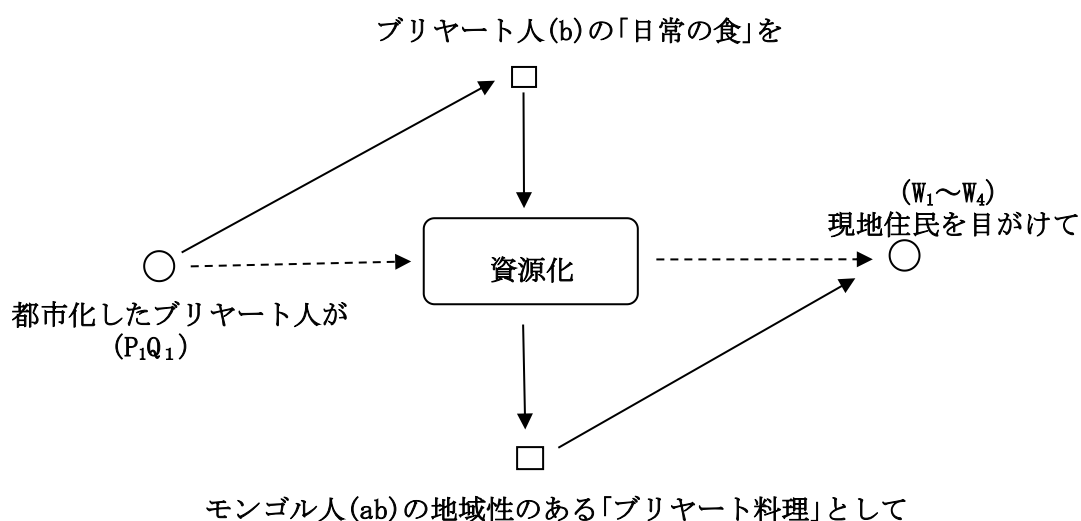 ブリヤート人(b)の「日常の食」を
(W₁~W₄)
現地住民を目がけて
資源化
都市化したブリヤート人が
(P₁Q₁)
モンゴル人(ab)の地域性のある「ブリヤート料理」として